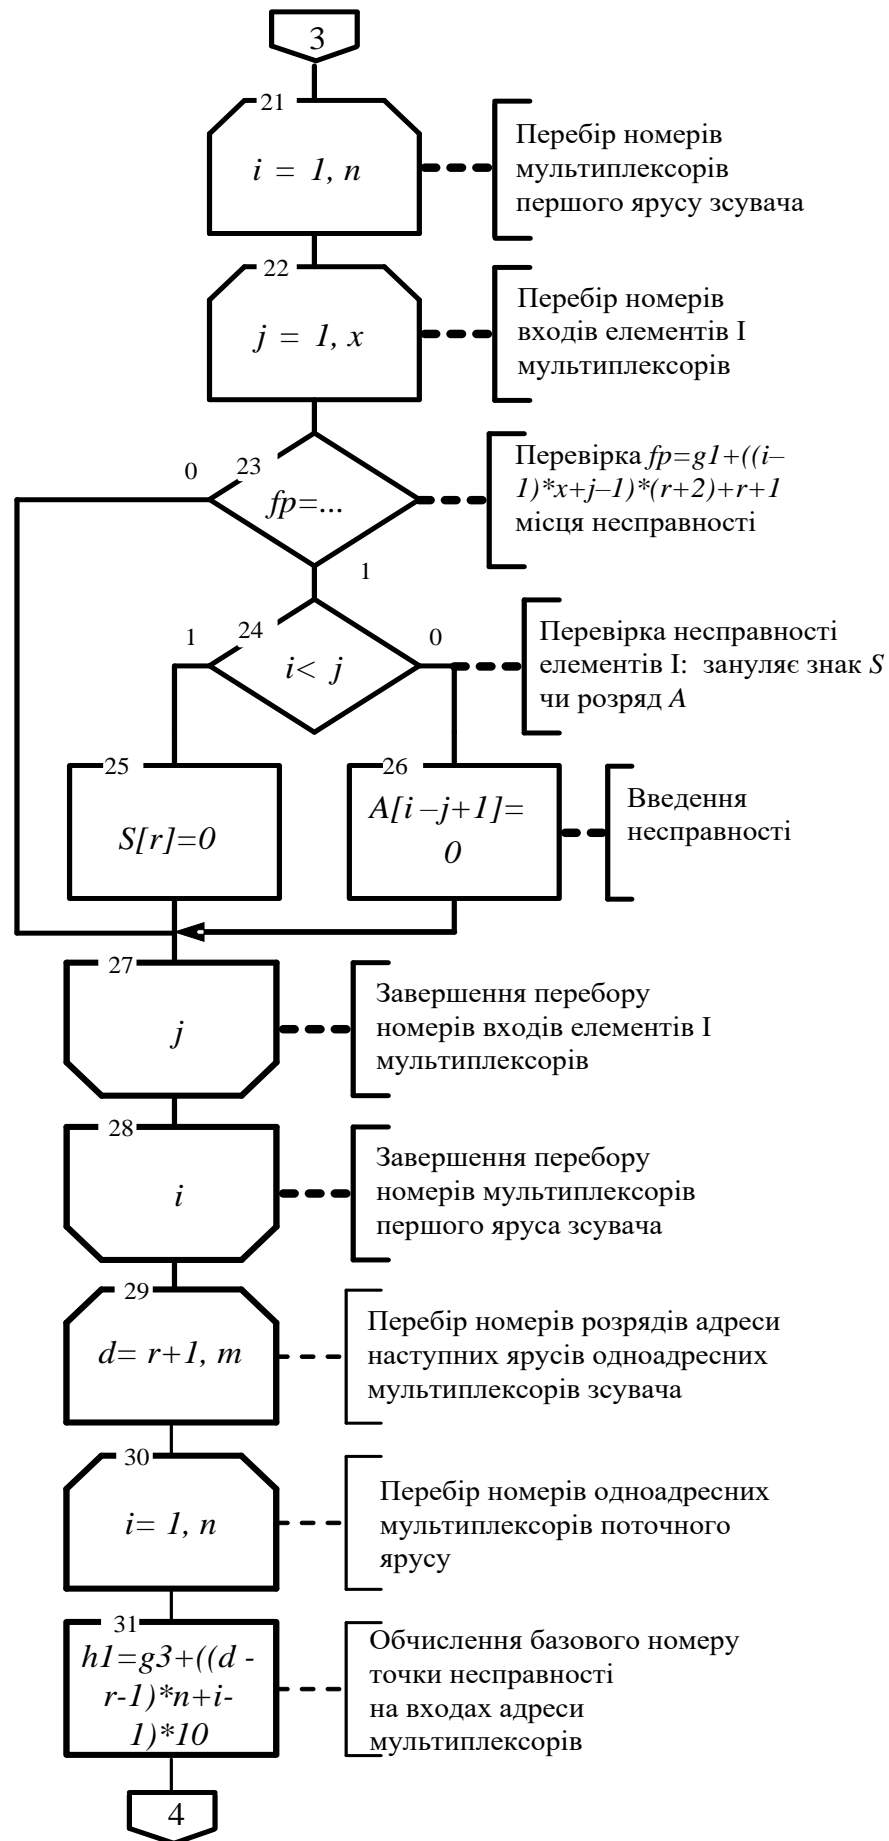 3
21
i = 1, n
Перебір номерів
мультиплексорів
першого ярусу зсувача
22
j = 1, x
Перебір номерів
входів елементів І
мультиплексорів
0
23
fp=...
1
Перевірка fp=g1+((i–
1)*x+j–1)*(r+2)+r+1
місця несправності
1
24
i< j
0
Перевірка несправності
елементів І: зануляє знак S
чи розряд A
25
S[r]=0
26
A[i–j+1]=
0
Введення
несправності
27
j
Завершення перебору
номерів входів елементів І
мультиплексорів
28
i
Завершення перебору
номерів мультиплексорів
першого яруса зсувача
29
d= r+1, m
Перебір номерів розрядів адреси
наступних ярусів одноадресних
мультиплексорів зсувача
30
i= 1, n
Перебір номерів одноадресних
мультиплексорів поточного
ярусу
31
h1=g3+((d -
r-1)*n+i-
1)*10
Обчислення базового номеру
точки несправності
на входах адреси
мультиплексорів
4